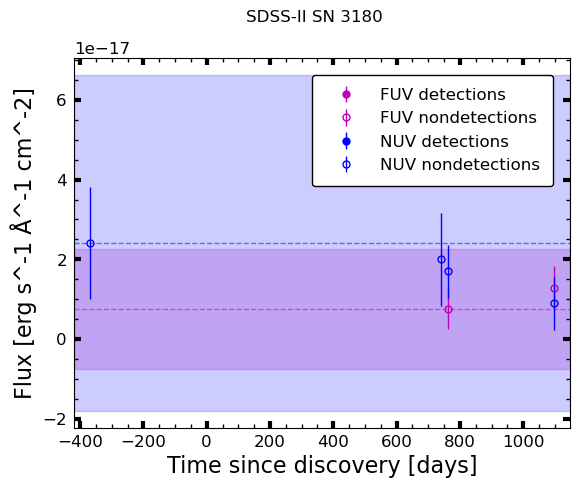 SDSS-II SN 3180
1e−17
FUV detections
FUV nondetections
NUV detections
NUV nondetections
6
4
2
0
−2
Flux [erg s^-1 Å^-1 cm^-2]
−400 −200 0 200 400 600 800 1000
Time since discovery [days]